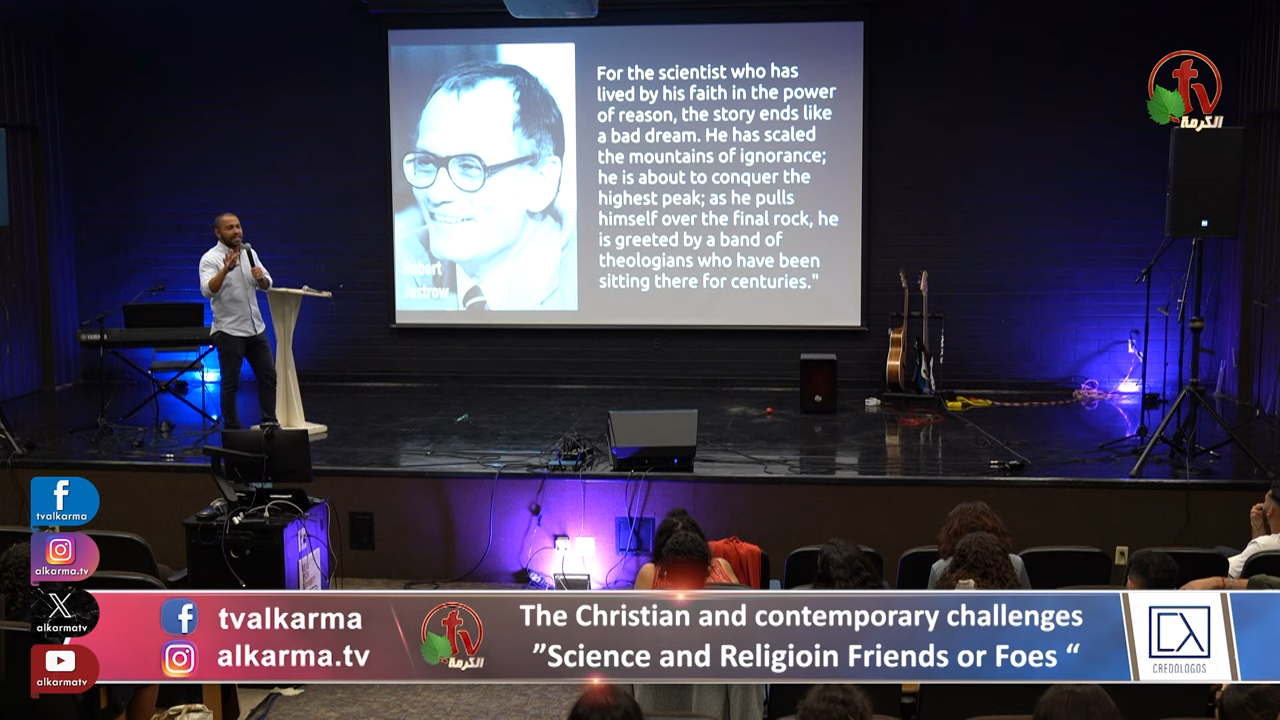 For the scientist who has
lived by his faith in the power
of reason, the story ends like
a bad dream. He has scaled
the mountains of ignorance;
he is about to conquer the
highest peak; as he pulls
himself over the final rock, he
is greeted by a band of
theologians who have been
sitting there for centuries."
Robert
Jastrow
tv
الكرمة
YAMAHA
tvalkarma
alkarma.tv
alkarmatv
alkarmatv
tvalkarma
alkarma.tv
tv
الكرمة
The Christian and contemporary challenges
”Science and Religioin Friends or Foes “
CREDOLOGOS